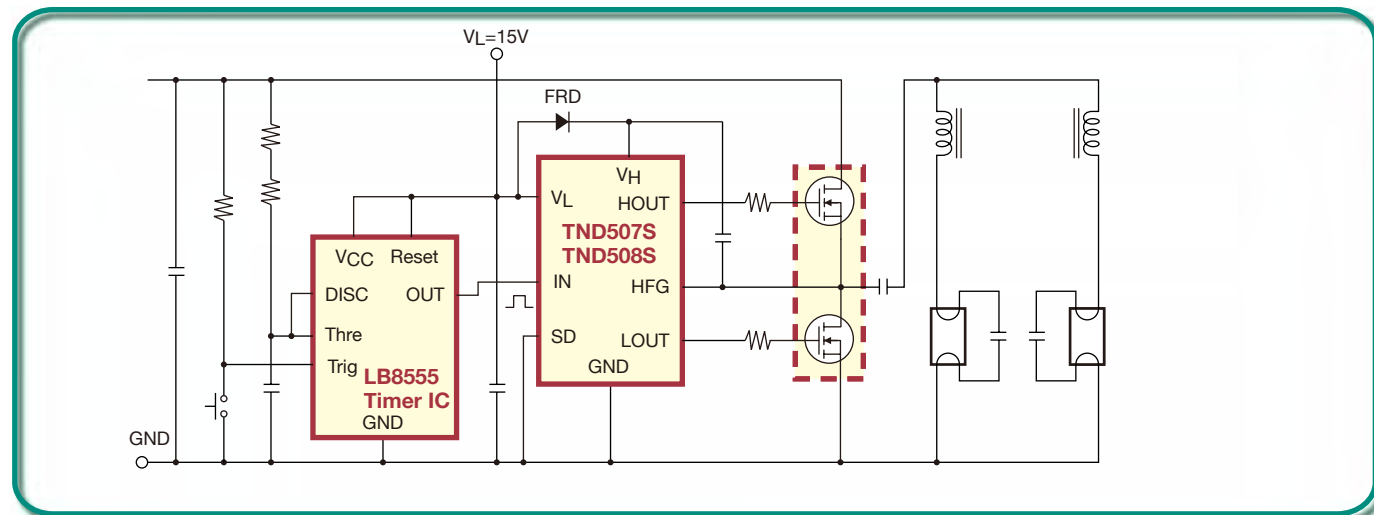 VL=15V
FRD
VH
VL
HOUT
TND507S
TND508S
VCC
Reset
DISC
OUT
IN
HFG
Thre
SD
LOUT
Trig
GND
LB8555
Timer IC
GND
GND